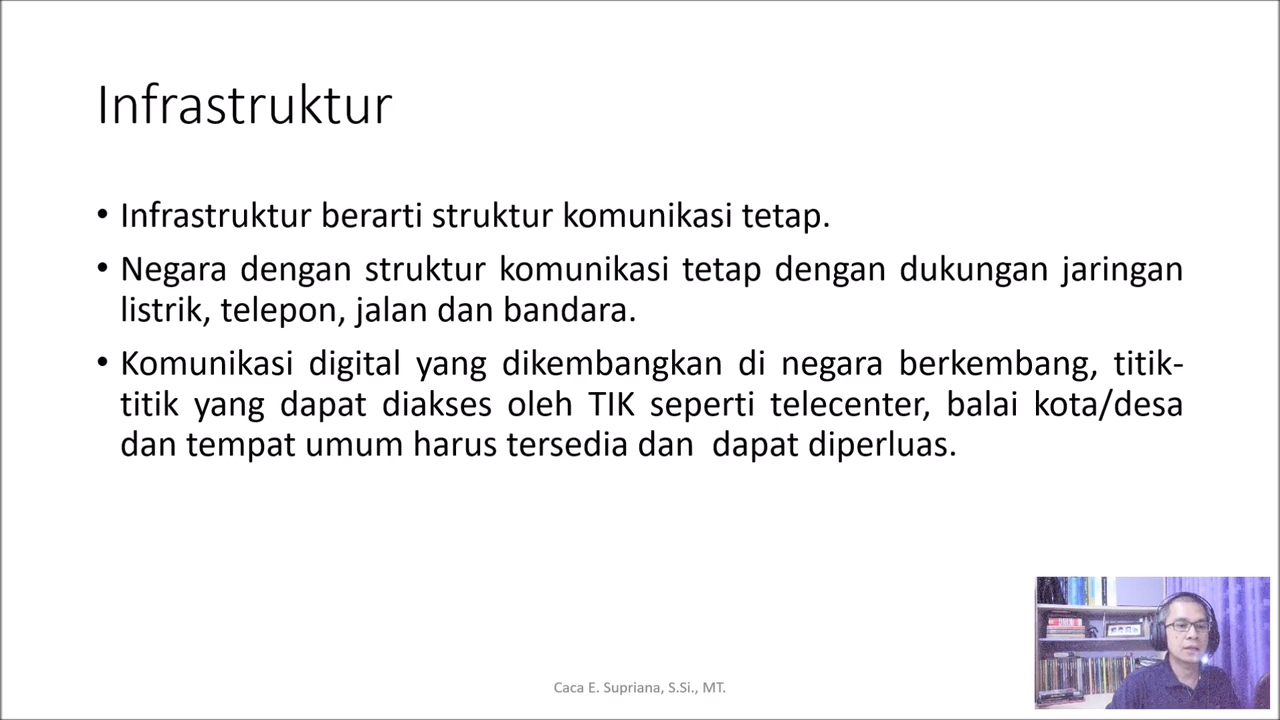 Infrastruktur
• Infrastruktur berarti struktur komunikasi tetap.
• Negara dengan struktur komunikasi tetap dengan dukungan jaringan
listrik, telepon, jalan dan bandara.
• Komunikasi digital yang dikembangkan di negara berkembang, titik-
titik yang dapat diakses oleh TIK seperti telecenter, balai kota/desa
dan tempat umum harus tersedia dan  dapat diperluas.
Caca E. Supriana, S.Si., MT.